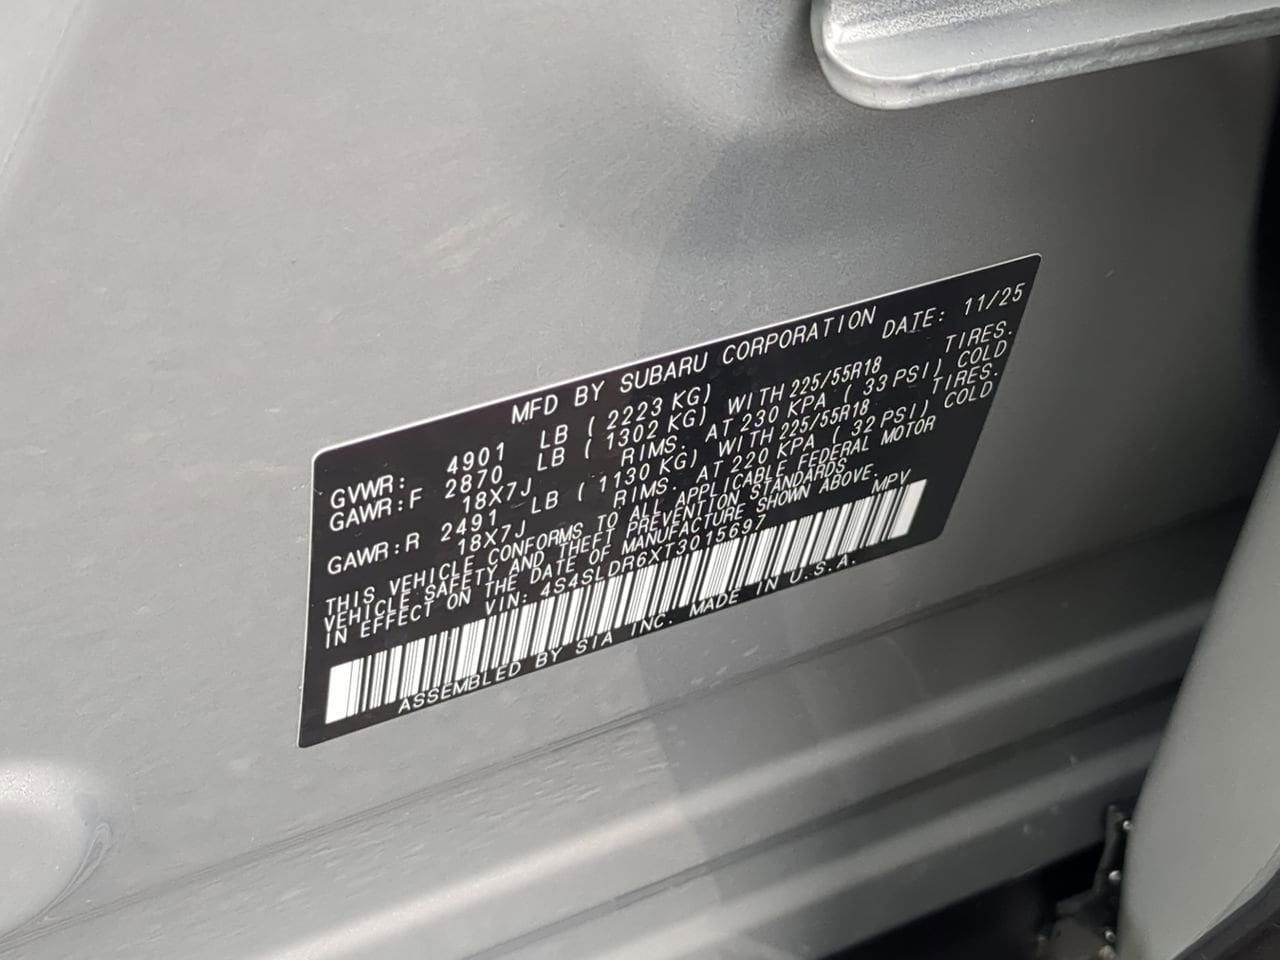 MFD BY SUBARU CORPORATION
DATE: 11/25
GVWR: 4901 LB ( 2223 KG)
GAWR:F 2870 LB ( 1302 KG) WITH 225/55R18 TIRES.
18X7J RIMS. AT 230 KPA ( 33 PSI) COLD
GAWR:R 2491 LB ( 1130 KG) WITH 225/55R18 TIRES.
18X7J RIMS. AT 220 KPA ( 32 PSI) COLD
THIS VEHICLE CONFORMS TO ALL APPLICABLE FEDERAL MOTOR
VEHICLE SAFETY AND THEFT PREVENTION STANDARDS
IN EFFECT ON THE DATE OF MANUFACTURE SHOWN ABOVE.
VIN: 4S4SLDR6XT3015697 MPV
ASSEMBLED BY SIA INC. MADE IN U.S.A.